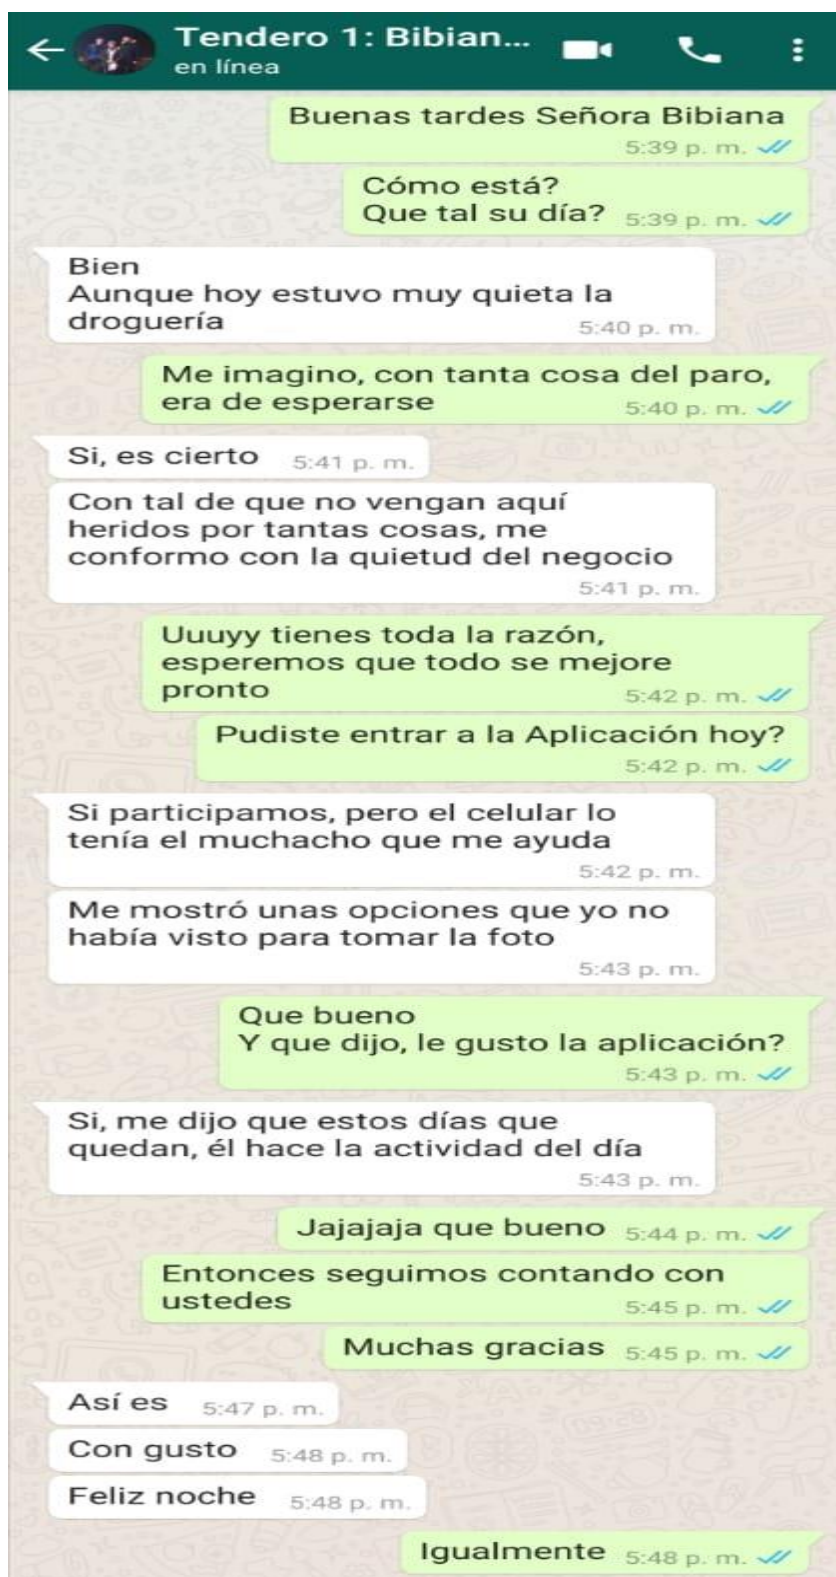 Tendero 1: Bibian...
en línea
Buenas tardes Señora Bibiana
5:39 p. m.
Cómo está?
Que tal su día? 5:39 p. m.
Bien
Aunque hoy estuvo muy quieta la
droguería 5:40 p. m.
Me imagino, con tanta cosa del paro,
era de esperarse 5:40 p. m.
Si, es cierto 5:41 p. m.
Con tal de que no vengan aquí
heridos por tantas cosas, me
conformo con la quietud del negocio
5:41 p. m.
Uuuyy tienes toda la razón,
esperemos que todo se mejore
pronto 5:42 p. m.
Pudiste entrar a la Aplicación hoy?
5:42 p. m.
Si participamos, pero el celular lo
tenía el muchacho que me ayuda
5:42 p. m.
Me mostró unas opciones que yo no
había visto para tomar la foto
5:43 p. m.
Que bueno
Y que dijo, le gusto la aplicación?
5:43 p. m.
Si, me dijo que estos días que
quedan, él hace la actividad del día
5:43 p. m.
Jajajaja que bueno 5:44 p. m.
Entonces seguimos contando con
ustedes 5:45 p. m.
Muchas gracias 5:45 p. m.
Así es 5:47 p. m.
Con gusto 5:48 p. m.
Feliz noche 5:48 p. m.
Igualmente 5:48 p. m.